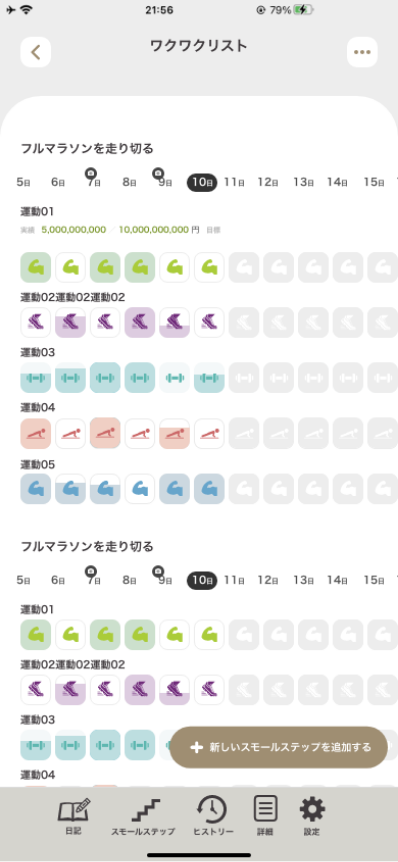 21:56
79%
ワクワクリスト
フルマラソンを走り切る
5日 6日 7日 8日 9日 10日 11日 12日 13日 14日 15日
運動01
実績 5,000,000,000 / 10,000,000,000 円 目標
運動02運動02運動02
運動03
運動04
運動05
フルマラソンを走り切る
5日 6日 7日 8日 9日 10日 11日 12日 13日 14日 15日
運動01
運動02運動02運動02
運動03
新しいスモールステップを追加する
運動04
日記 スモールステップ ヒストリー 詳細 設定